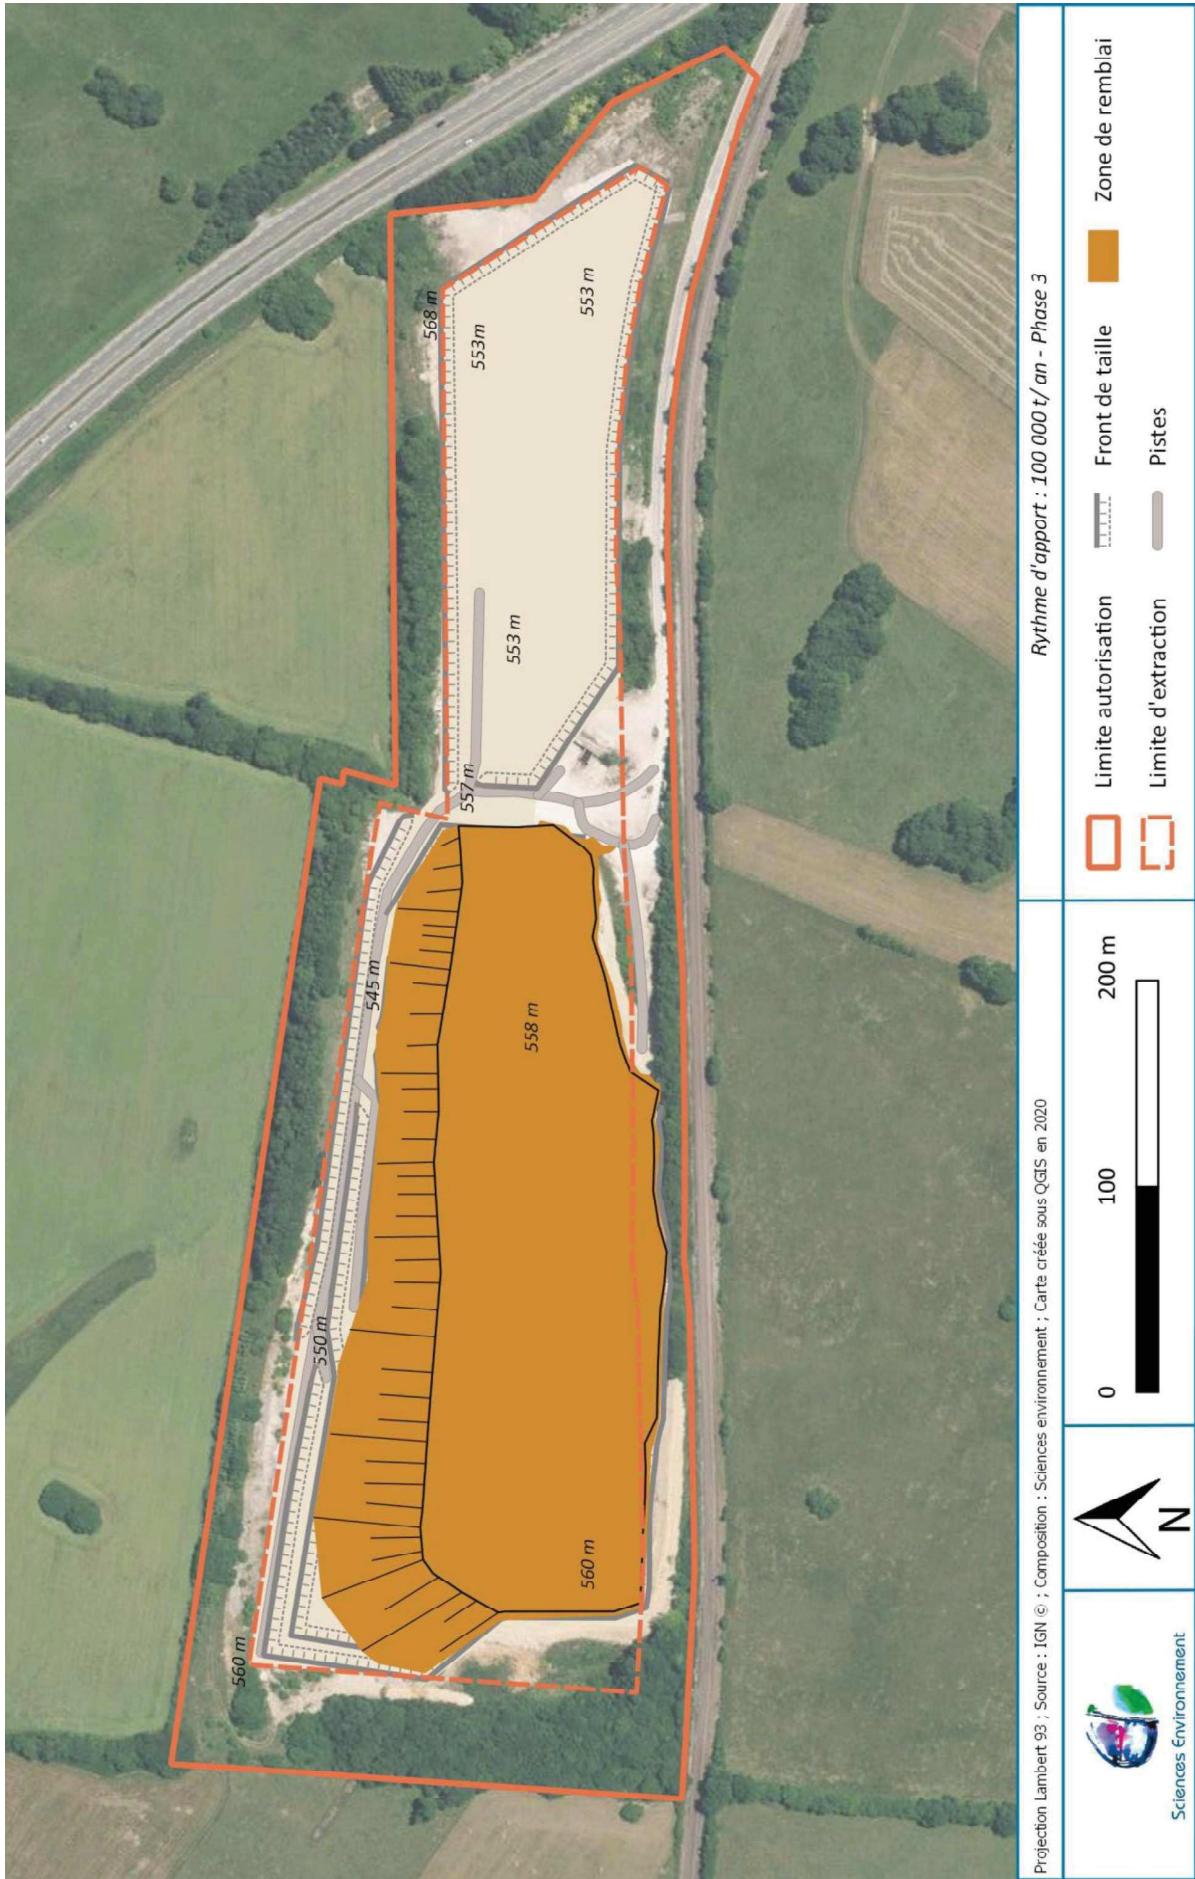 560 m
550 m
545 m
557 m
568 m
553m
553 m
553 m
558 m
560 m
Rythme d'apport : 100 000 t/ an - Phase 3
Projection Lambert 93 ; Source : IGN © ; Composition : Sciences environnement ; Carte créée sous QGIS en 2020
Sciences Environnement
N
0 100 200 m
Limite autorisation
Limite d'extraction
Front de taille
Pistes
Zone de remblai